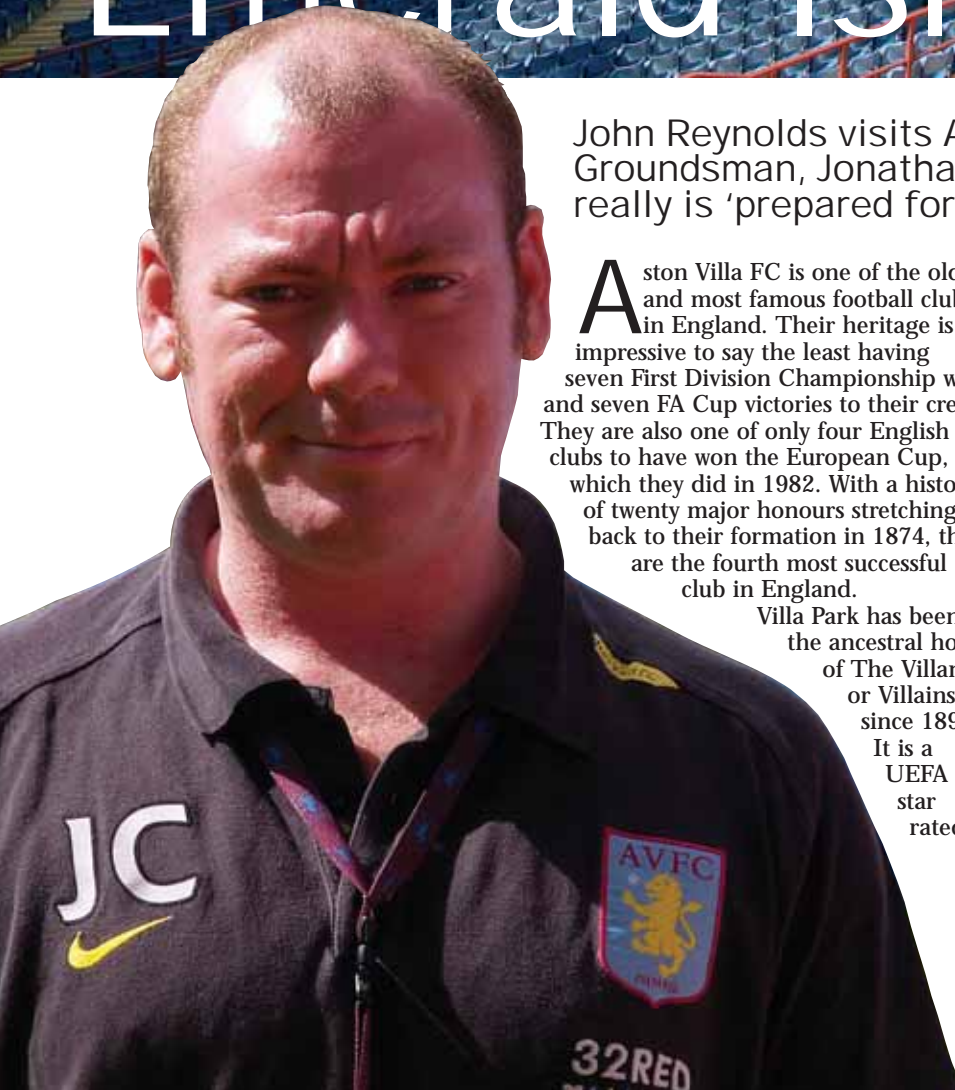 Emerald Isl
John Reynolds visits A
Groundsman, Jonatha
really is ‘prepared for
Aston Villa FC is one of the old
and most famous football club
in England. Their heritage is
impressive to say the least having
seven First Division Championship w
and seven FA Cup victories to their cre
They are also one of only four English
clubs to have won the European Cup,
which they did in 1982. With a histo
of twenty major honours stretching
back to their formation in 1874, th
are the fourth most successful
club in England.
Villa Park has been
the ancestral ho
of The Villan
or Villains
since 189
It is a
UEFA
star
rated
JC
AVFC
32RED